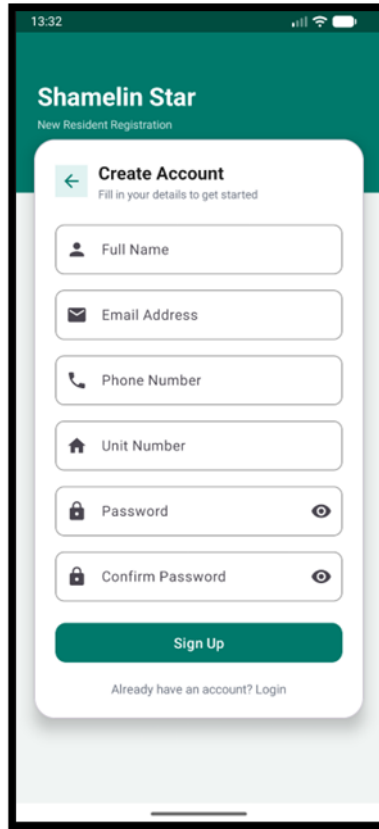 13:32
Shamelin Star
New Resident Registration
Create Account
Fill in your details to get started
Full Name
Email Address
Phone Number
Unit Number
Password
Confirm Password
Sign Up
Already have an account? Login